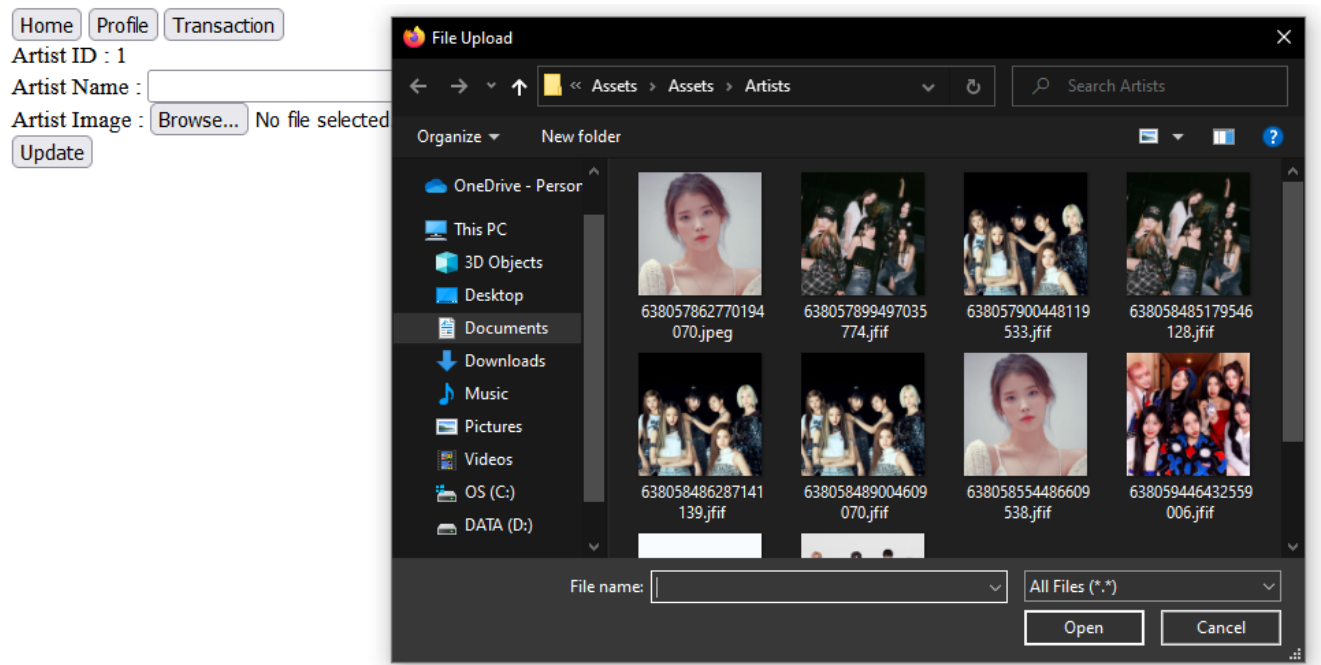 Home Profile Transaction
Artist ID : 1
Artist Name :
Artist Image : Browse... No file selected
Update
File Upload
« Assets › Assets › Artists
Search Artists
Organize
New folder
OneDrive - Person
This PC
3D Objects
Desktop
Documents
Downloads
Music
Pictures
Videos
OS (C:)
DATA (D:)
638057862770194
070.jpeg
638057899497035
774.jfif
638057900448119
533.jfif
638058485179546
128.jfif
638058486287141
139.jfif
638058489004609
070.jfif
638058554486609
538.jfif
638059446432559
006.jfif
File name:
All Files (*.*)
Open
Cancel